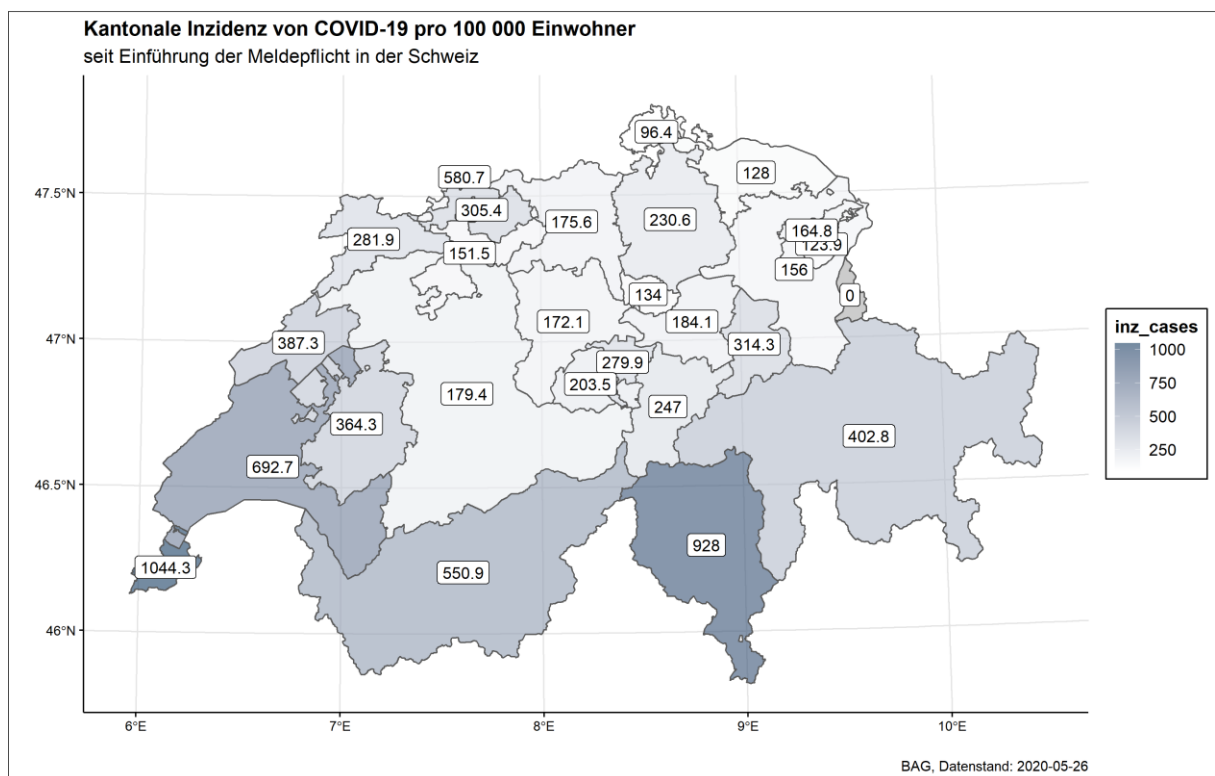 Kantonale Inzidenz von COVID-19 pro 100 000 Einwohner
seit Einführung der Meldepflicht in der Schweiz
96.4
128
580.7
305.4
175.6
230.6
164.8
123.9
281.9
151.5
156
134
0
172.1
184.1
387.3
314.3
279.9
203.5
179.4
247
364.3
402.8
692.7
928
1044.3
550.9
47.5°N
47°N
46.5°N
46°N
6°E
7°E
8°E
9°E
10°E
inz_cases
1000
750
500
250
BAG, Datenstand: 2020-05-26